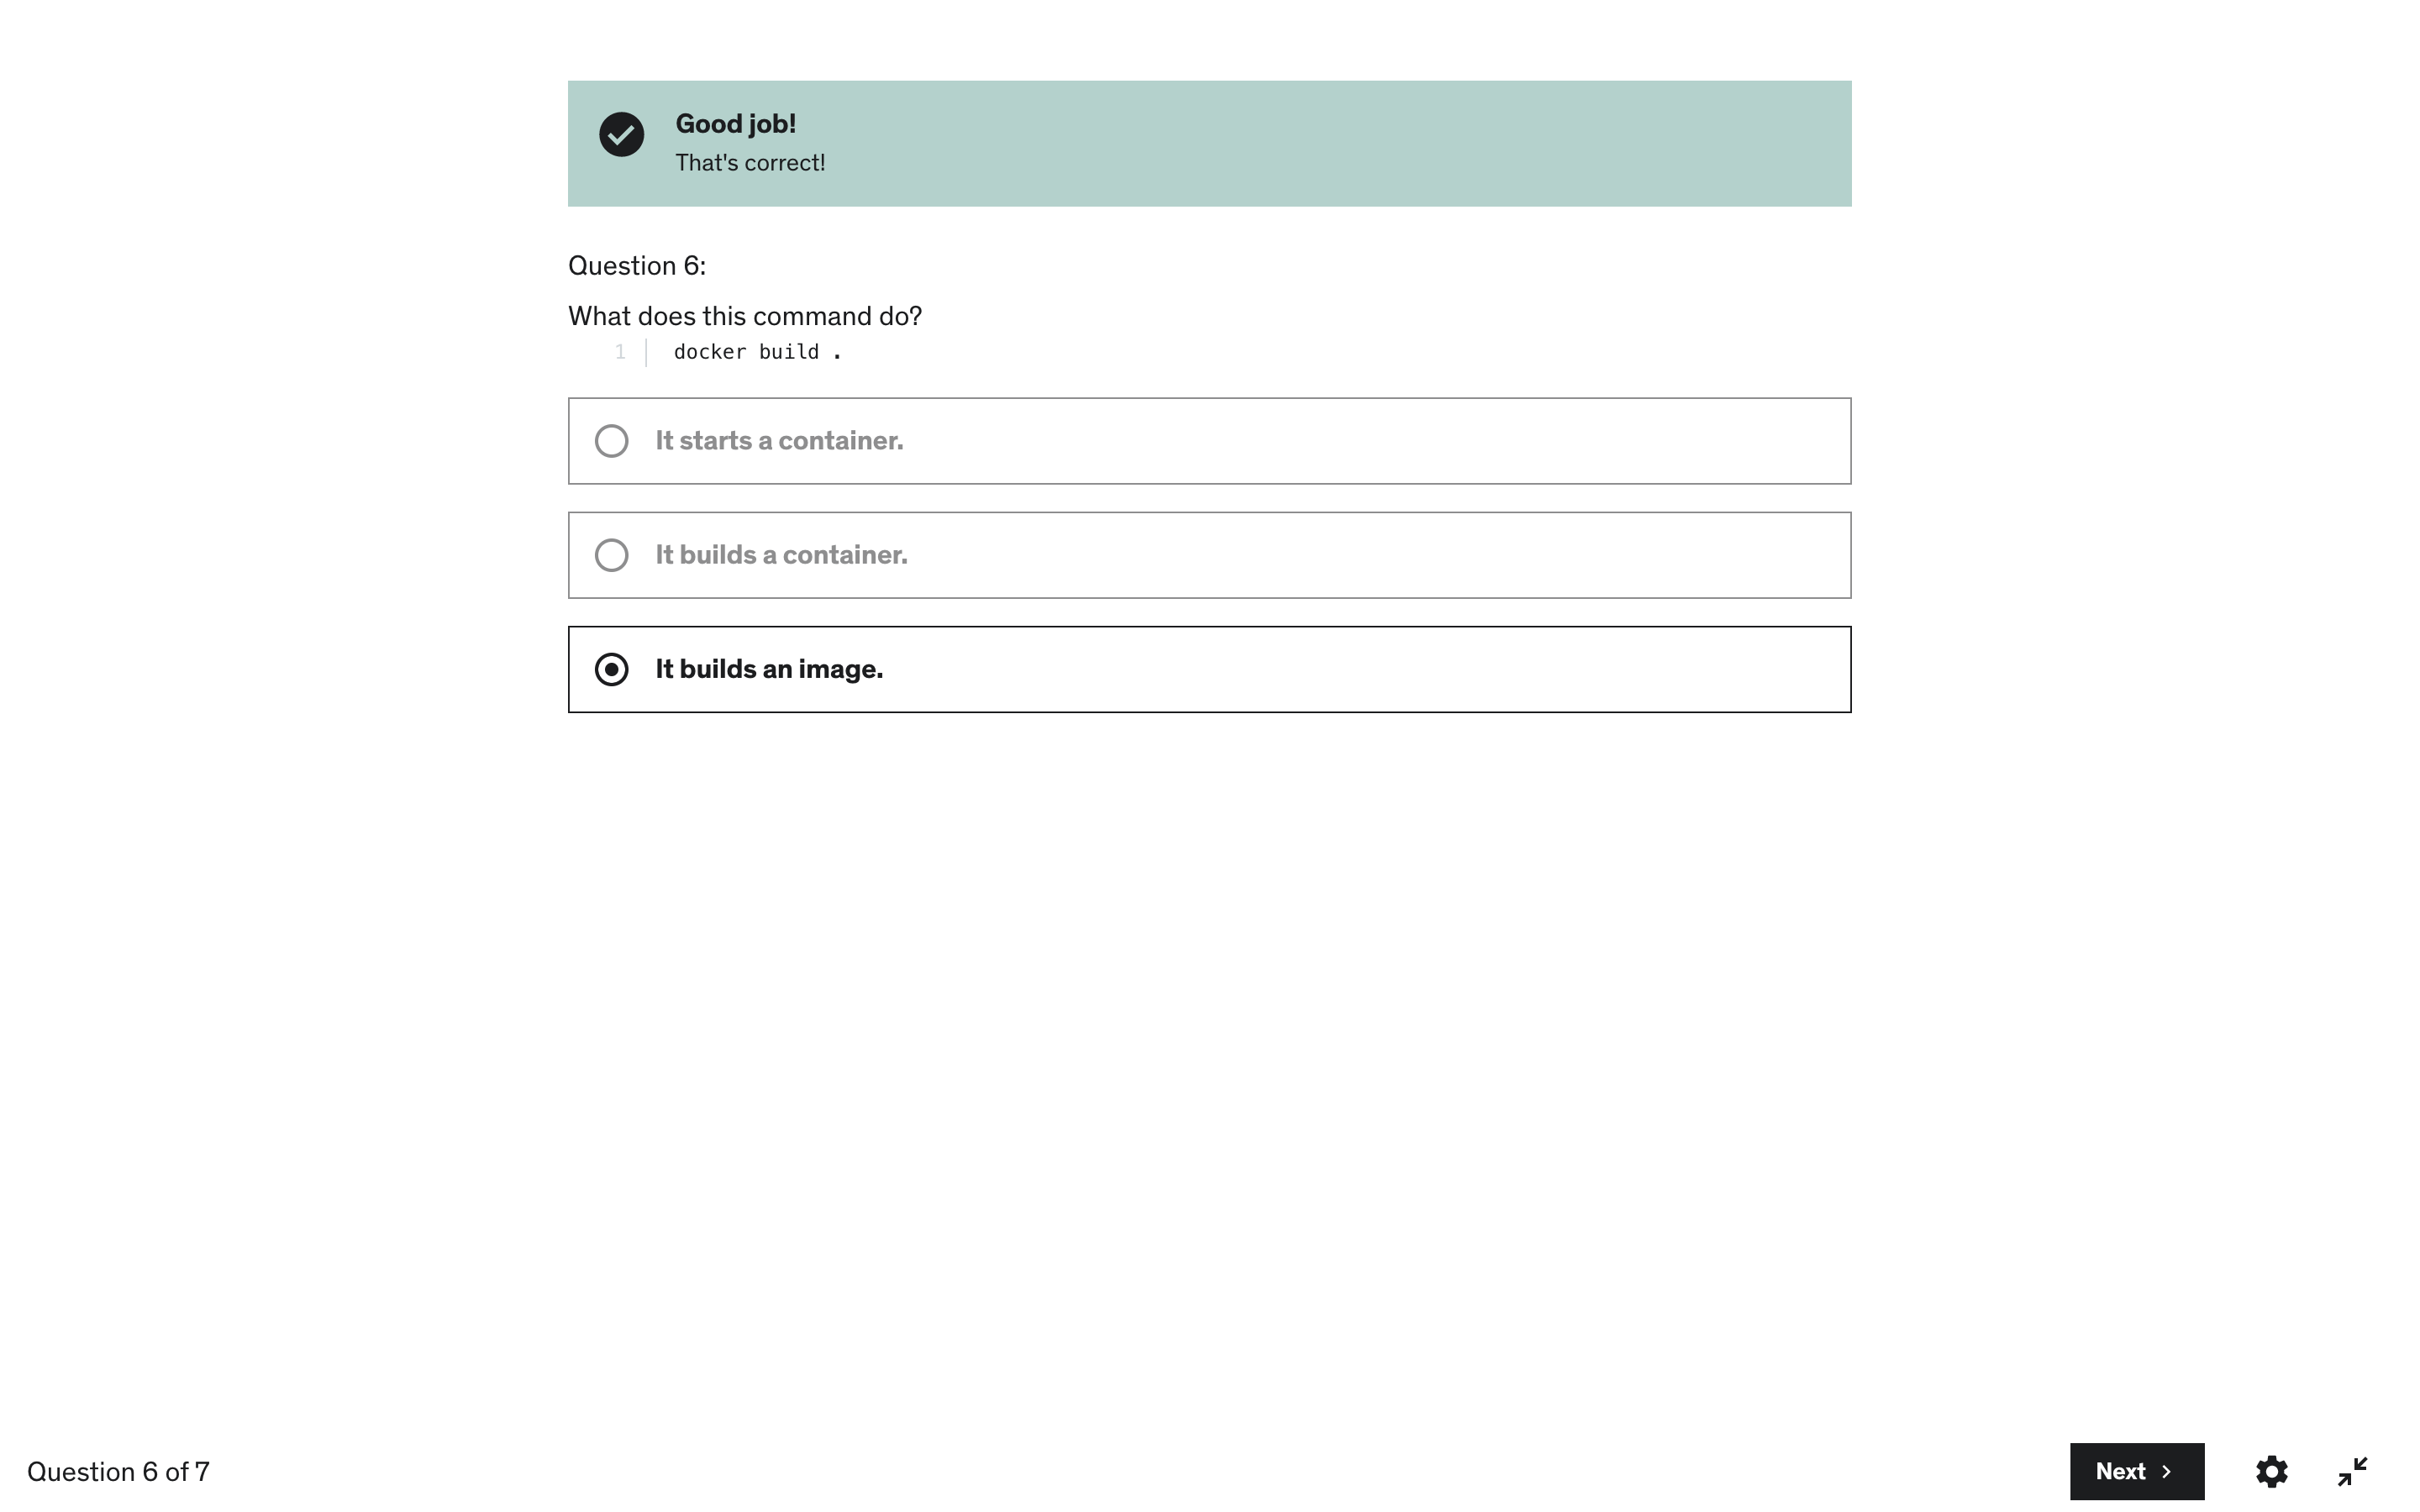 Good job!
That's correct!
Question 6:
What does this command do?
1 docker build .
It starts a container.
It builds a container.
It builds an image.
Question 6 of 7
Next